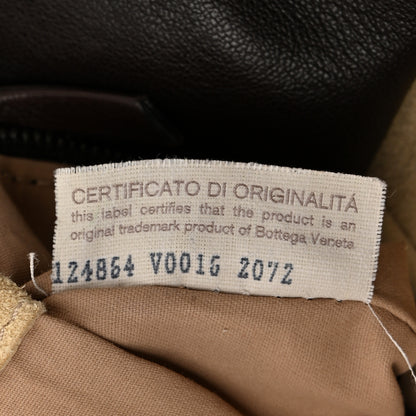 CERTIFICATO DI ORIGINALITÁ
this label certifies that the product is an
original trademark product of Bottega Veneta
124864 V0016 2072